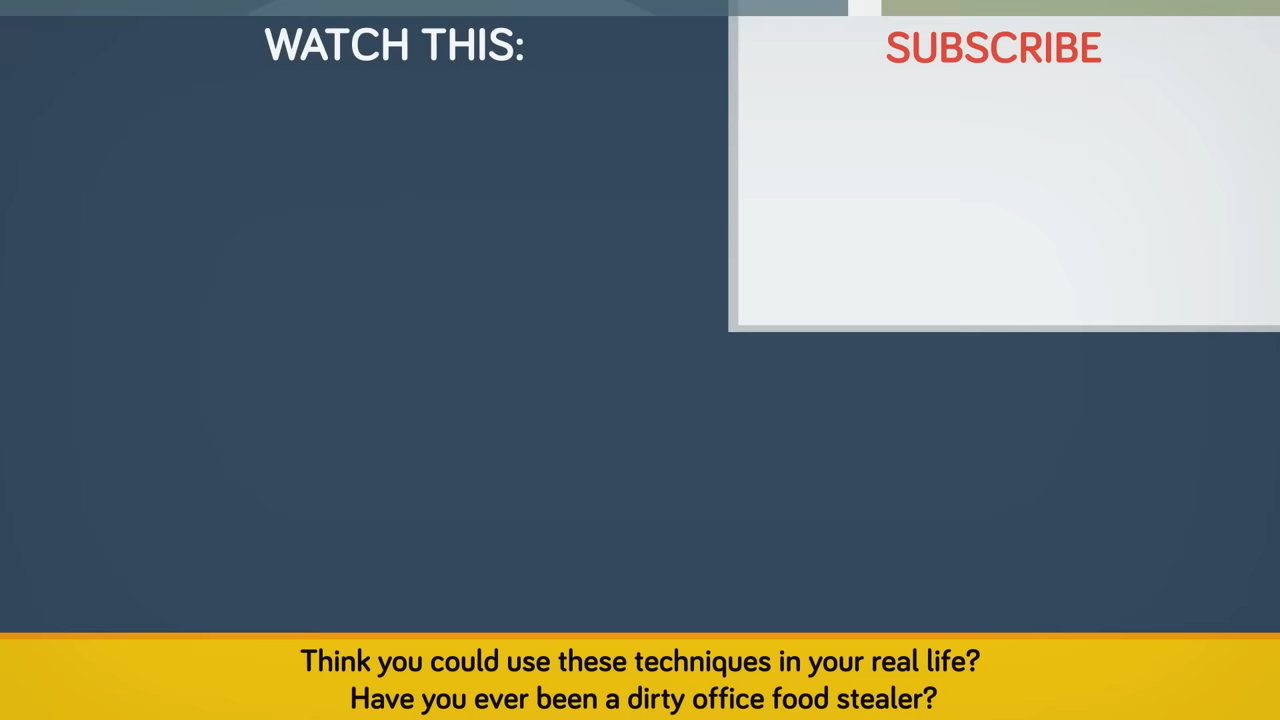 WATCH THIS:
SUBSCRIBE
Think you could use these techniques in your real life?
Have you ever been a dirty office food stealer?